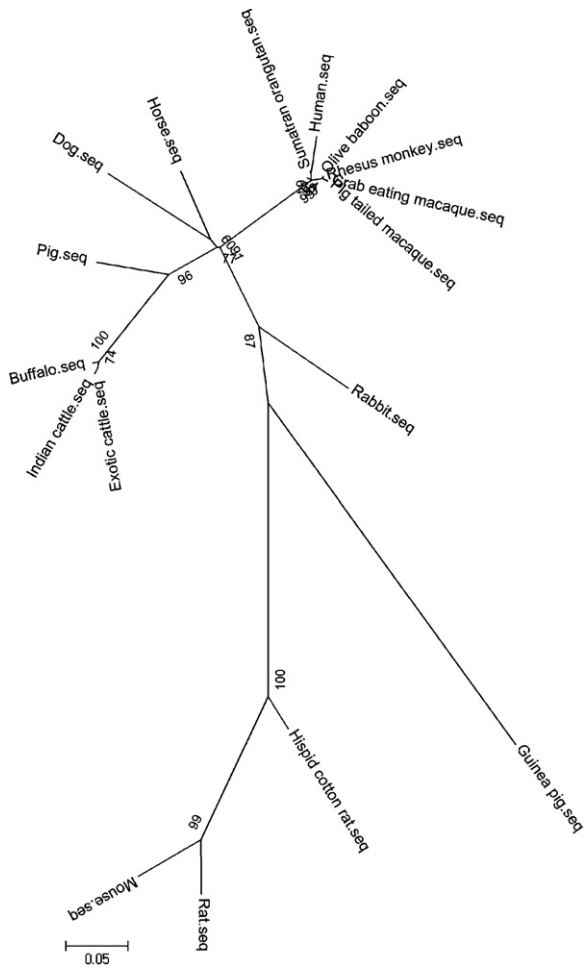 Sumatran orangutan.seq
Human.seq
Olive baboon.seq
Rhesus monkey.seq
Crab eating macaque.seq
Pig tailed macaque.seq
Horse.seq
Dog.seq
Pig.seq
96
100
74
Buffalo.seq
Indian cattle.seq
Exotic cattle.seq
87
Rabbit.seq
100
Guinea pig.seq
Hispid cotton rat.seq
99
Mouse.seq
Rat.seq
0.05